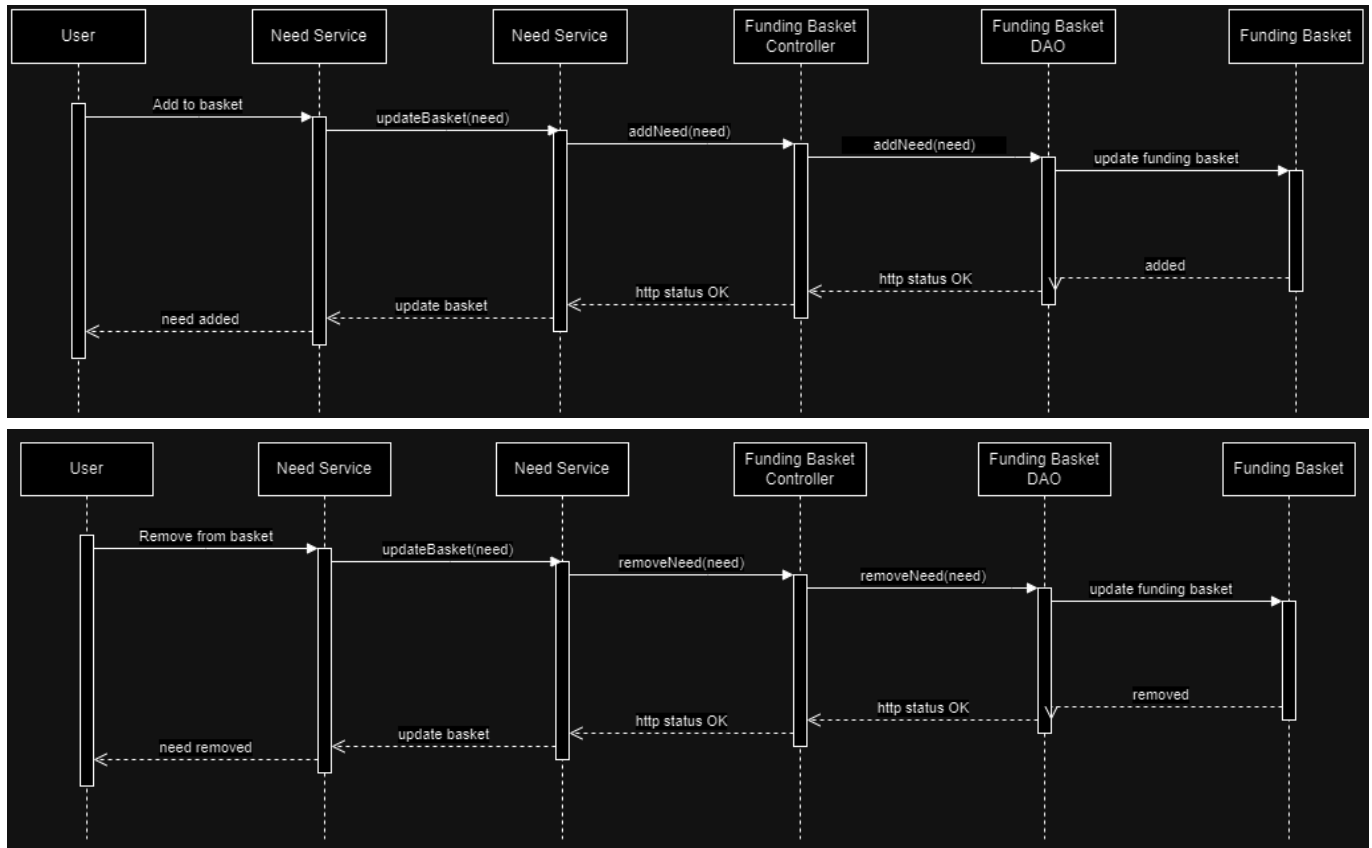 User
Need Service
Need Service
Funding Basket
Controller
Funding Basket
DAO
Funding Basket
Add to basket
updateBasket(need)
addNeed(need)
addNeed(need)
update funding basket
added
http status OK
http status OK
update basket
need added
User
Need Service
Need Service
Funding Basket
Controller
Funding Basket
DAO
Funding Basket
Remove from basket
updateBasket(need)
removeNeed(need)
removeNeed(need)
update funding basket
removed
http status OK
http status OK
update basket
need removed